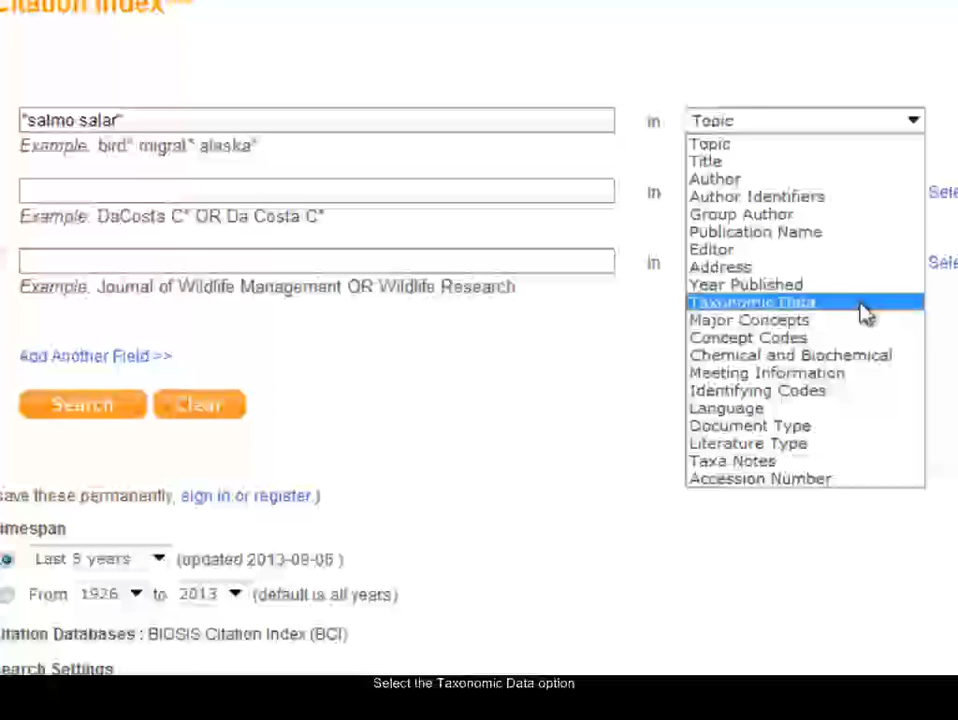 Citation Index
"salmo salar"
in
Topic
Example. bird* migrat* alaska*
Topic
Title
Author
Author Identifiers
Group Author
Publication Name
Editor
Address
Year Published
Taxonomic Data
Major Concepts
Concept Codes
Chemical and Biochemical
Meeting Information
Identifying Codes
Language
Document Type
Literature Type
Taxa Notes
Accession Number
in
Sele
Example. DaCosta C* OR Da Costa C*
in
Sele
Example. Journal of Wildlife Management OR Wildlife Research
Add Another Field >>
Search Clear
save these permanently, sign in or register.)
imespan
Last 5 years (updated 2013-09-06 )
From 1926 to 2013 (default is all years)
itation Databases : BIOSIS Citation Index (BCI)
earch Settings
Select the Taxonomic Data option